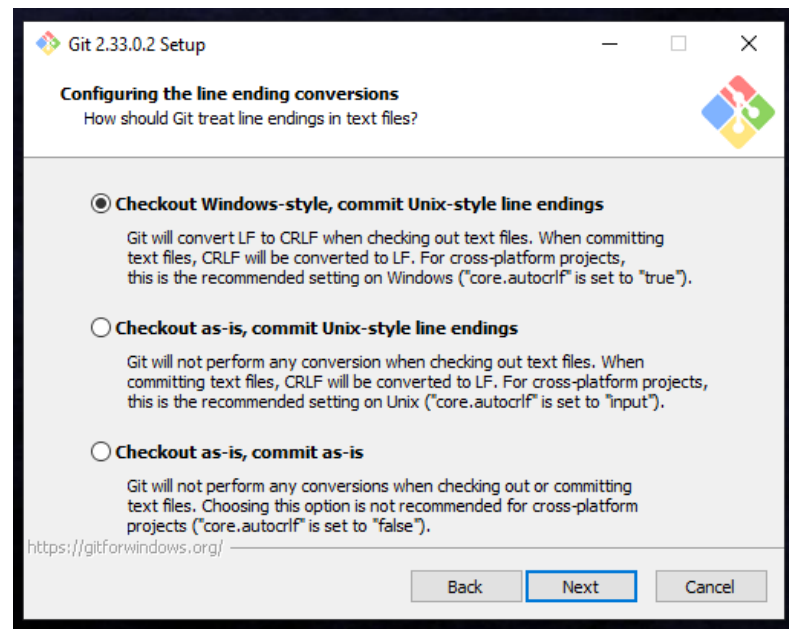 Git 2.33.0.2 Setup
Configuring the line ending conversions
How should Git treat line endings in text files?
Checkout Windows-style, commit Unix-style line endings
Git will convert LF to CRLF when checking out text files. When committing
text files, CRLF will be converted to LF. For cross-platform projects,
this is the recommended setting on Windows ("core.autocrlf" is set to "true").
Checkout as-is, commit Unix-style line endings
Git will not perform any conversion when checking out text files. When
committing text files, CRLF will be converted to LF. For cross-platform projects,
this is the recommended setting on Unix ("core.autocrlf" is set to "input").
Checkout as-is, commit as-is
Git will not perform any conversions when checking out or committing
text files. Choosing this option is not recommended for cross-platform
projects ("core.autocrlf" is set to "false").
https://gitforwindows.org/
Back Next Cancel